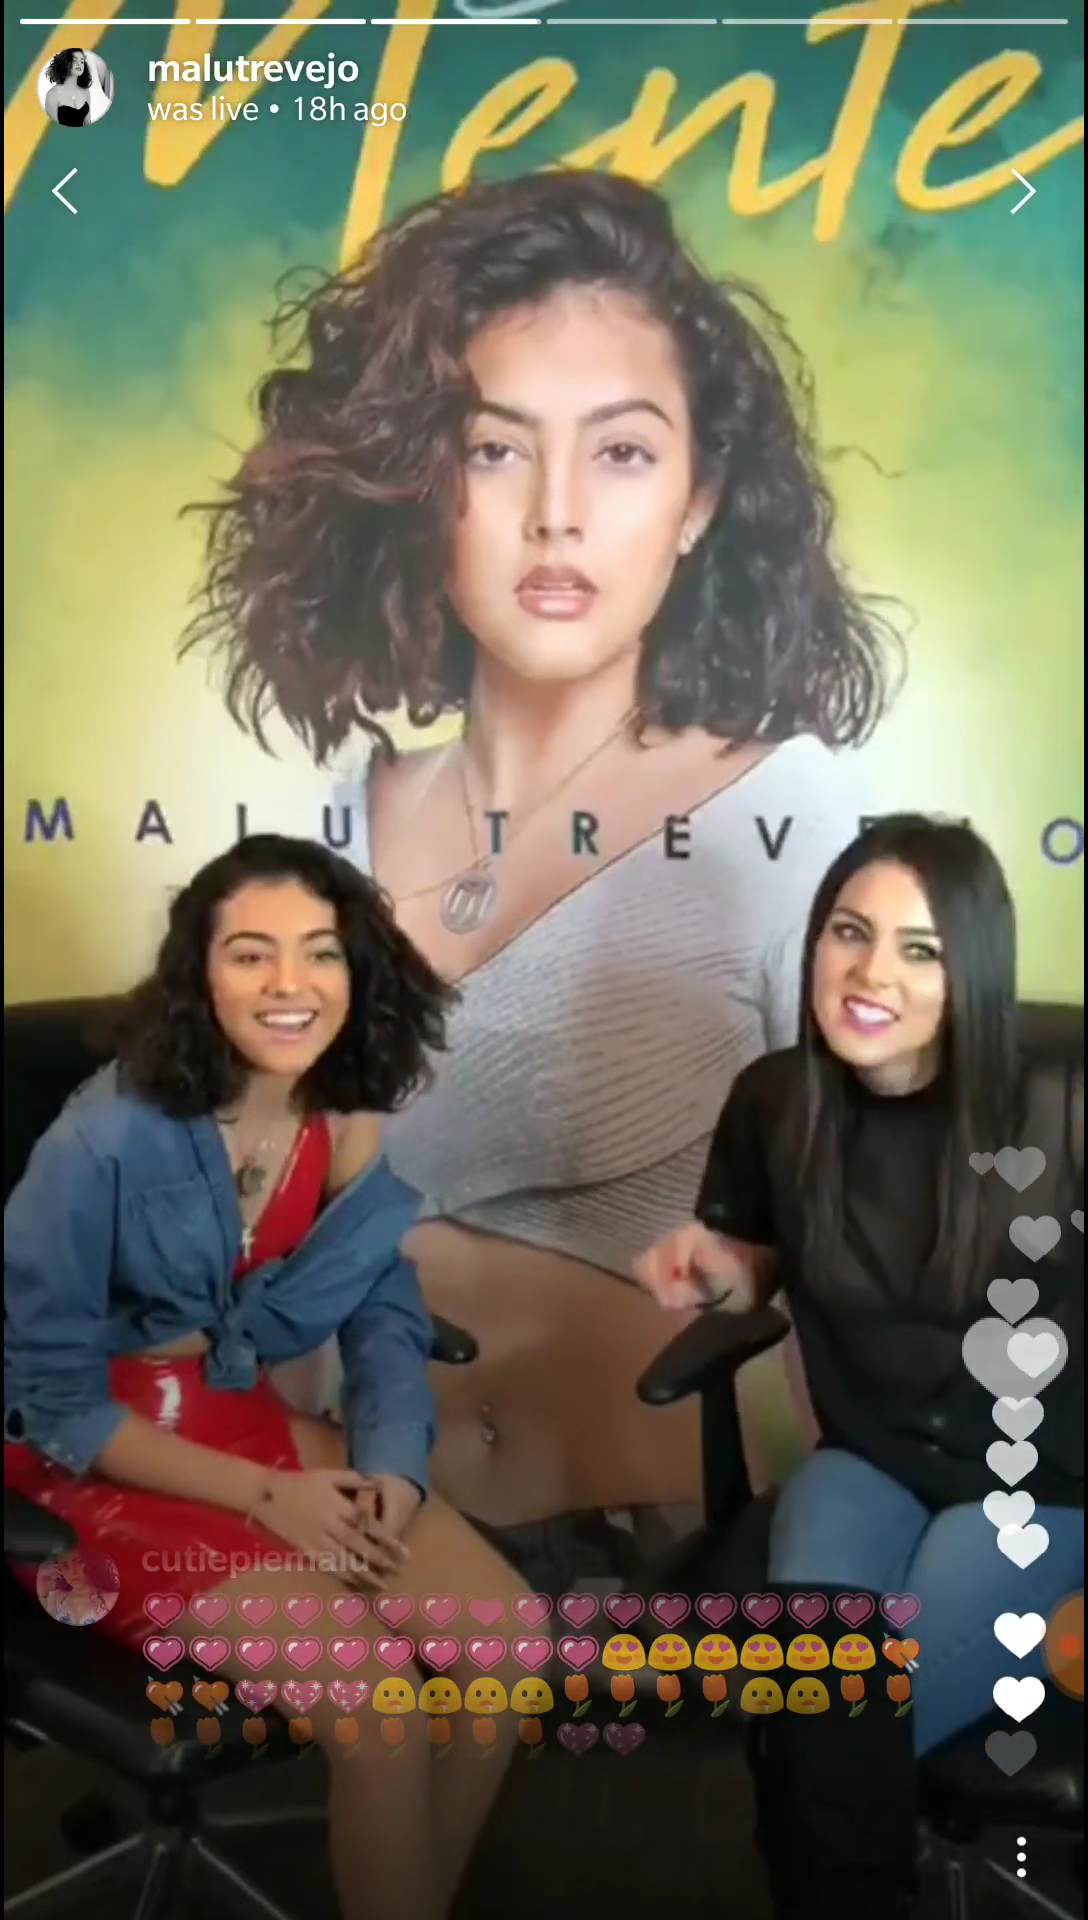 Mente
malutrevejo
was live • 18h ago
MALU TREVEJO
cutiepiemalu